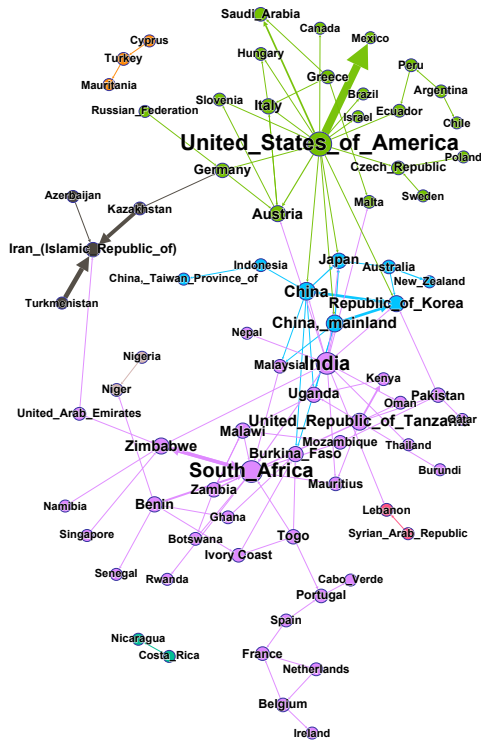 Saudi_Arabia
Canada
Mexico
Cyprus
Hungary
Turkey
Peru
Greece
Mauritania
Brazil
Argentina
Slovenia
Russian_Federation
Italy
Israel
Ecuador
Chile
United_States_of_America
Germany
Czech_Republic
Poland
Azerbaijan
Kazakhstan
Austria
Malta
Sweden
Iran_(Islamic_Republic_of)
Indonesia
Japan
Australia
China,_Taiwan_Province_of
New_Zealand
China
Republic_of_Korea
Turkmenistan
China,_mainland
Nepal
Nigeria
Malaysia
India
Kenya
Niger
Uganda
Oman
Pakistan
United_Arab_Emirates
United_Republic_of_Tanzania
Qatar
Malawi
Zimbabwe
Mozambique
Thailand
Burkina_Faso
South_Africa
Burundi
Zambia
Mauritius
Namibia
Benin
Lebanon
Ghana
Singapore
Botswana
Togo
Syrian_Arab_Republic
Ivory Coast
Senegal
Rwanda
Cabo_Verde
Portugal
Spain
Nicaragua
Costa_Rica
France
Netherlands
Belgium
Ireland